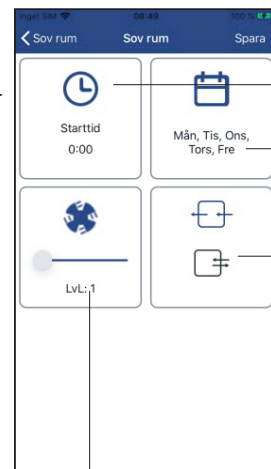 Inget SIM 08:49 100 %
Sov rum Sov rum Spara
Starttid
0:00
Mån, Tis, Ons,
Tors, Fre
LvL: 1